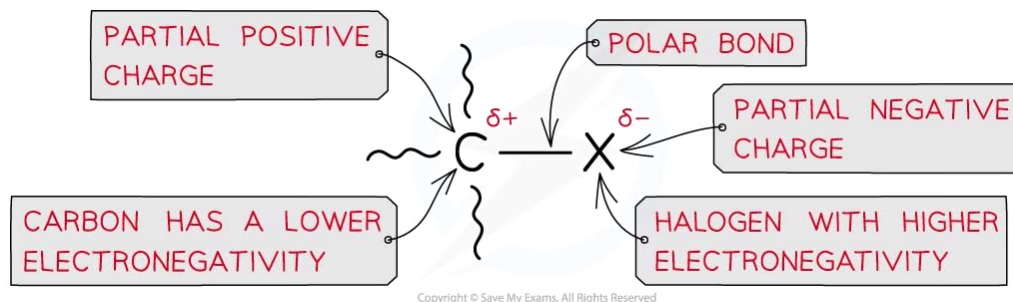 PARTIAL POSITIVE
CHARGE
POLAR BOND
δ+
δ−
C
X
PARTIAL NEGATIVE
CHARGE
CARBON HAS A LOWER
ELECTRONEGATIVITY
HALOGEN WITH HIGHER
ELECTRONEGATIVITY
Copyright © Save My Exams. All Rights Reserved